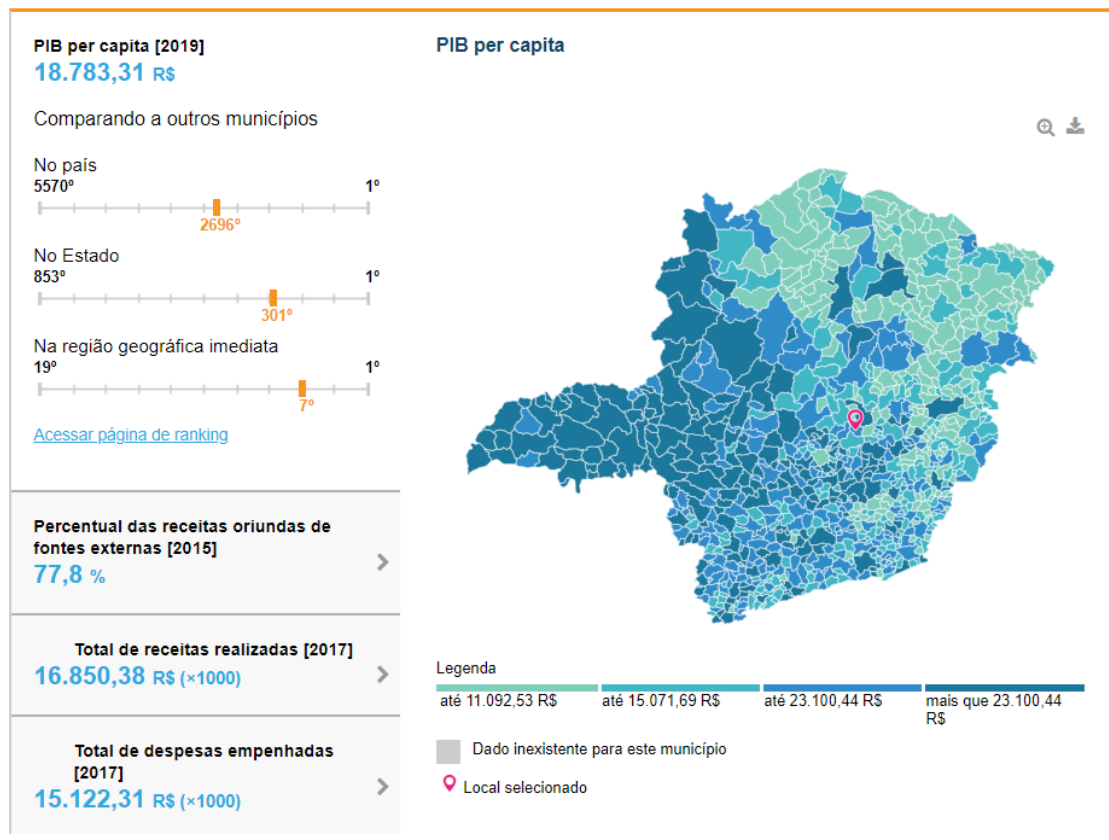 PIB per capita [2019]
18.783,31 R$
Comparando a outros municípios
No país
5570º 1º
2696º
No Estado
853º 1º
301º
Na região geográfica imediata
19º 1º
7º
Acessar página de ranking
Percentual das receitas oriundas de
fontes externas [2015]
77,8 %
Total de receitas realizadas [2017]
16.850,38 R$ (×1000)
Total de despesas empenhadas
[2017]
15.122,31 R$ (×1000)
PIB per capita
Legenda
até 11.092,53 R$
até 15.071,69 R$
até 23.100,44 R$
mais que 23.100,44
R$
Dado inexistente para este município
Local selecionado